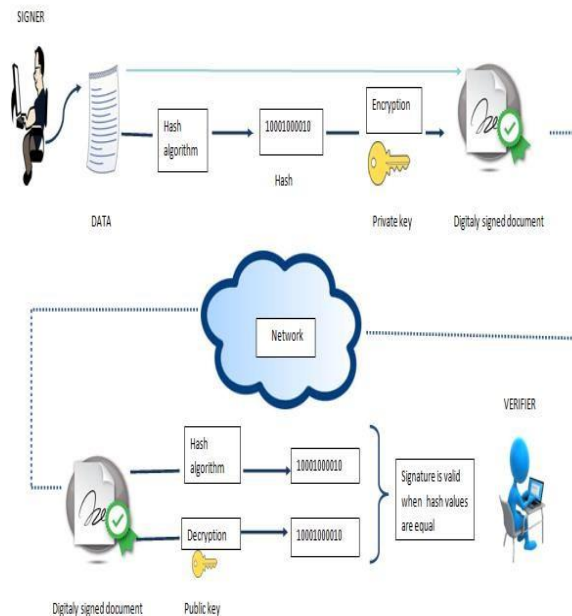 SIGNER
Hash
algorithm
10001000010
Encryption
Hash
DATA
Private key
Digitaly signed document
Network
VERIFIER
Hash
algorithm
10001000010
Signature is valid
when hash values
are equal
Decryption
10001000010
Digitaly signed document
Public key